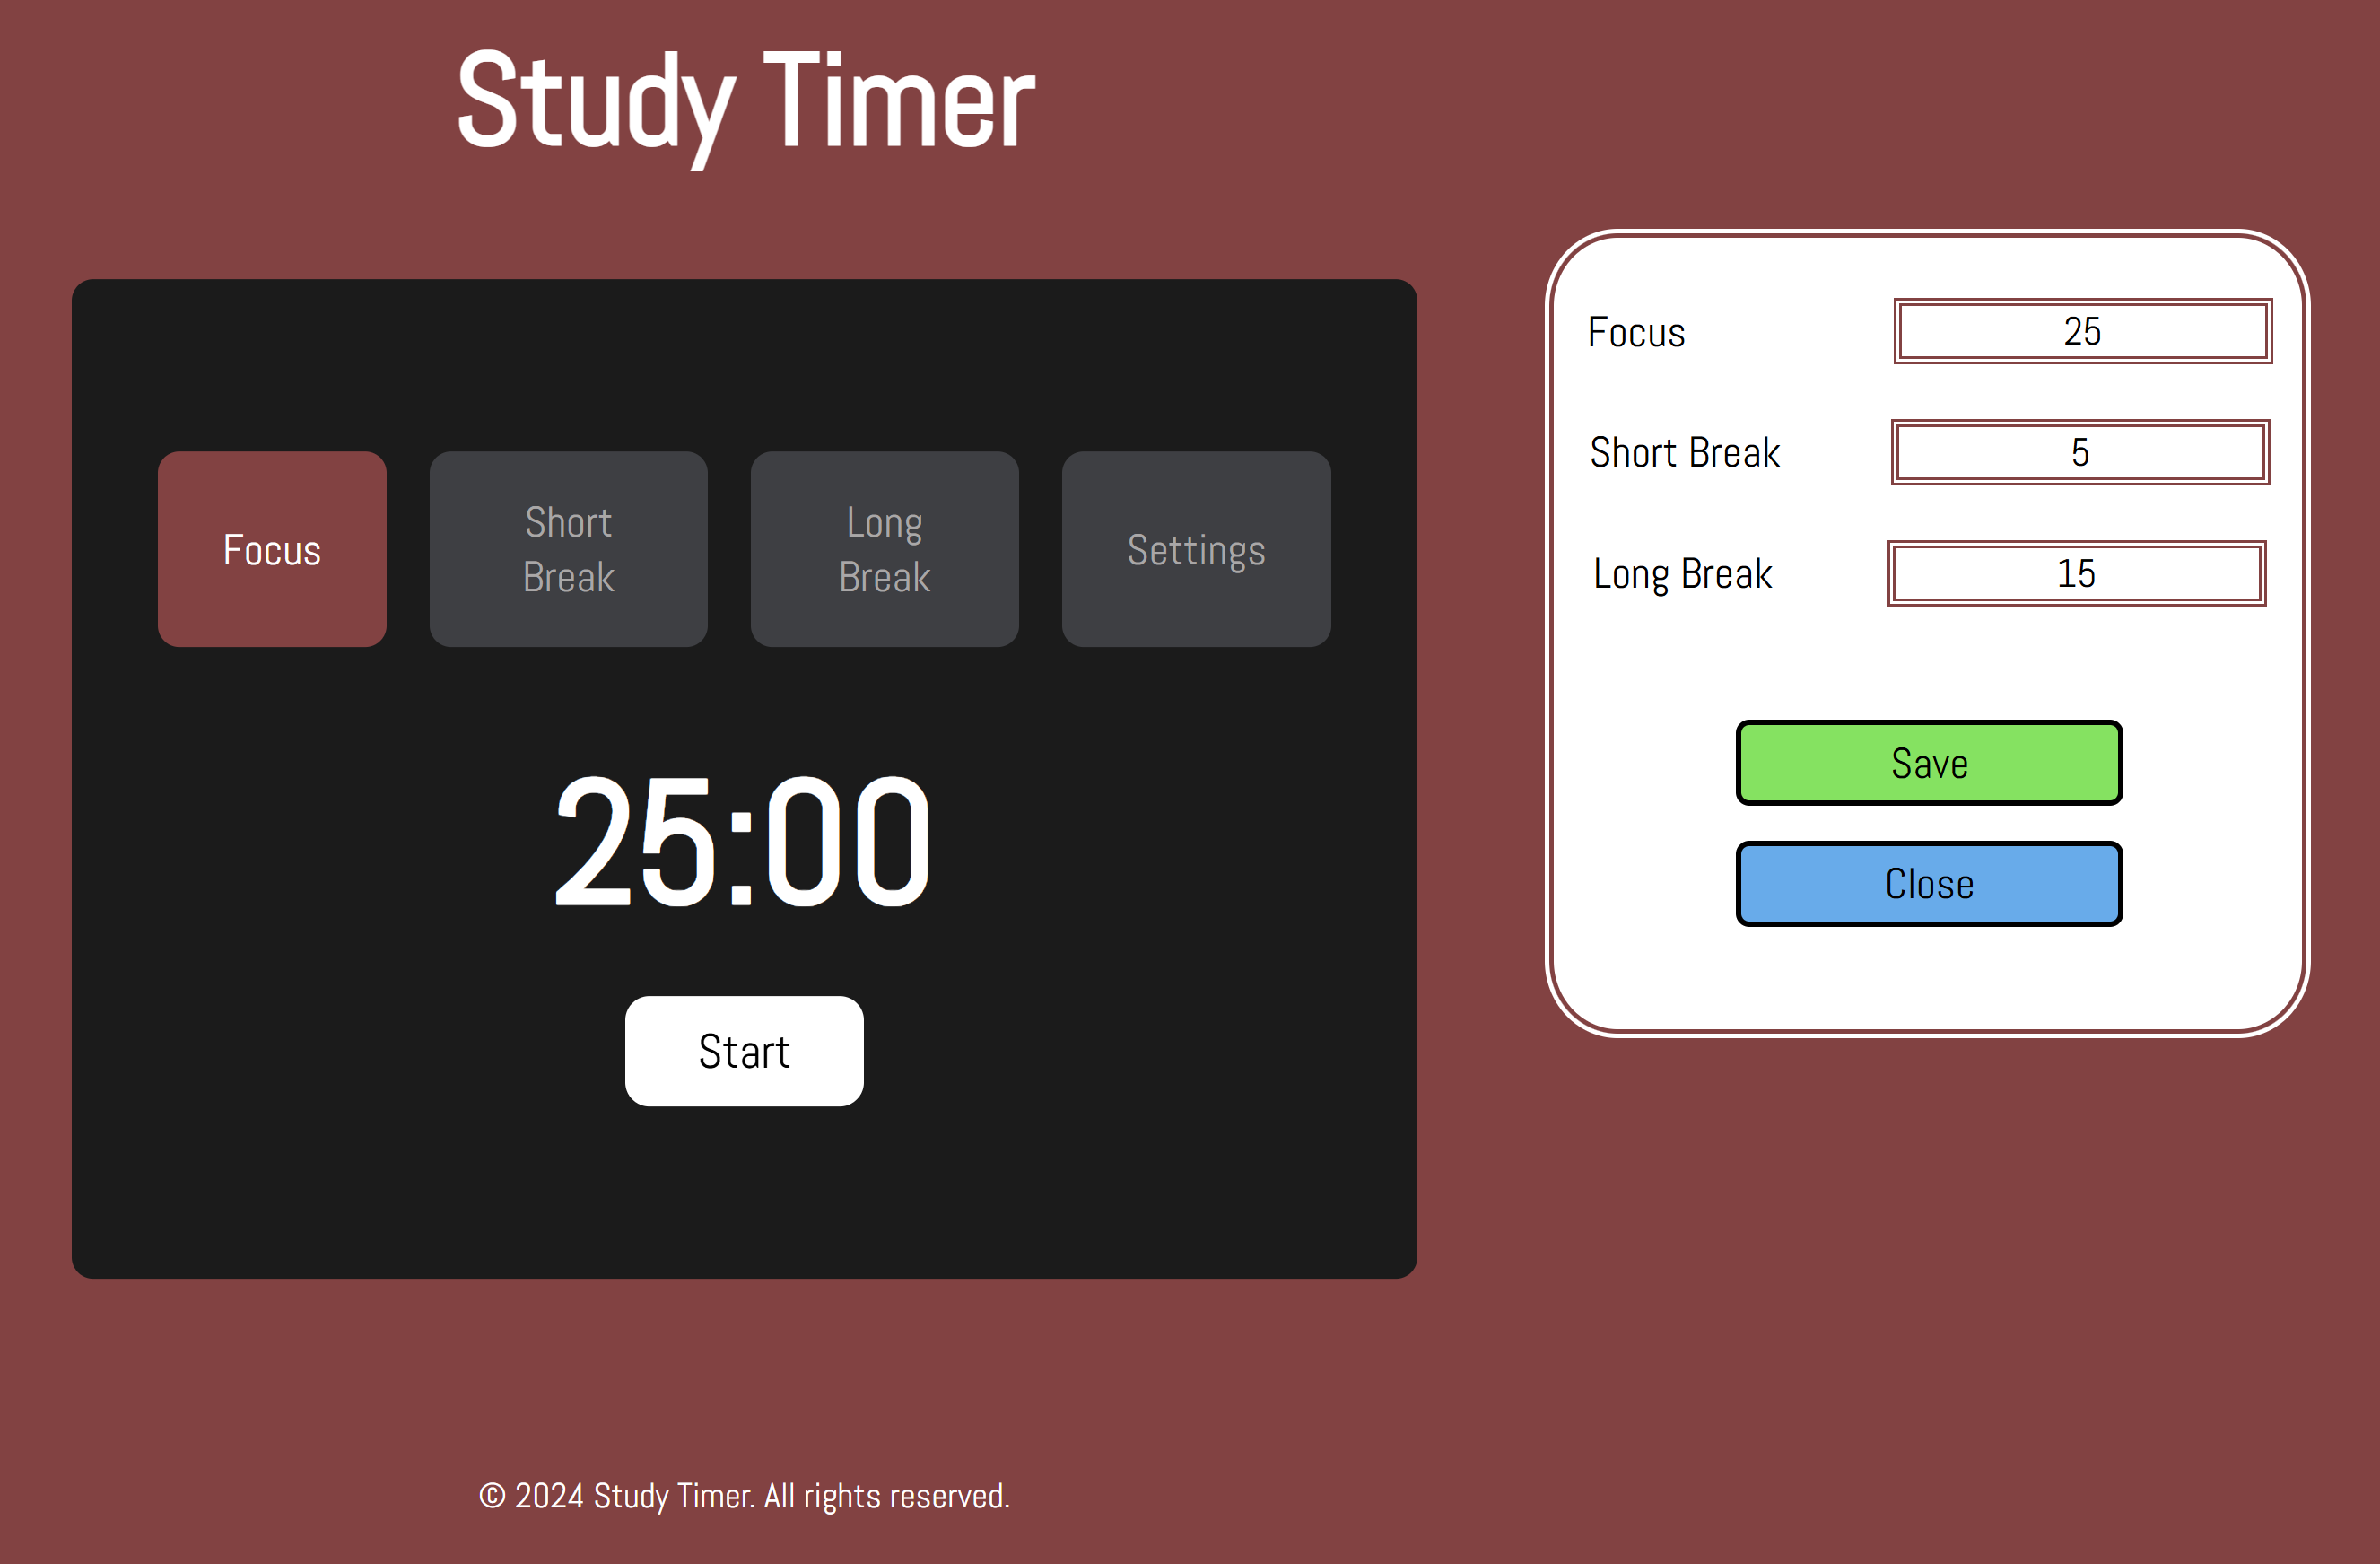 Study Timer
Focus
Short
Break
Long
Break
Settings
25:00
Start
Focus
25
Short Break
5
Long Break
15
Save
Close
© 2024 Study Timer. All rights reserved.